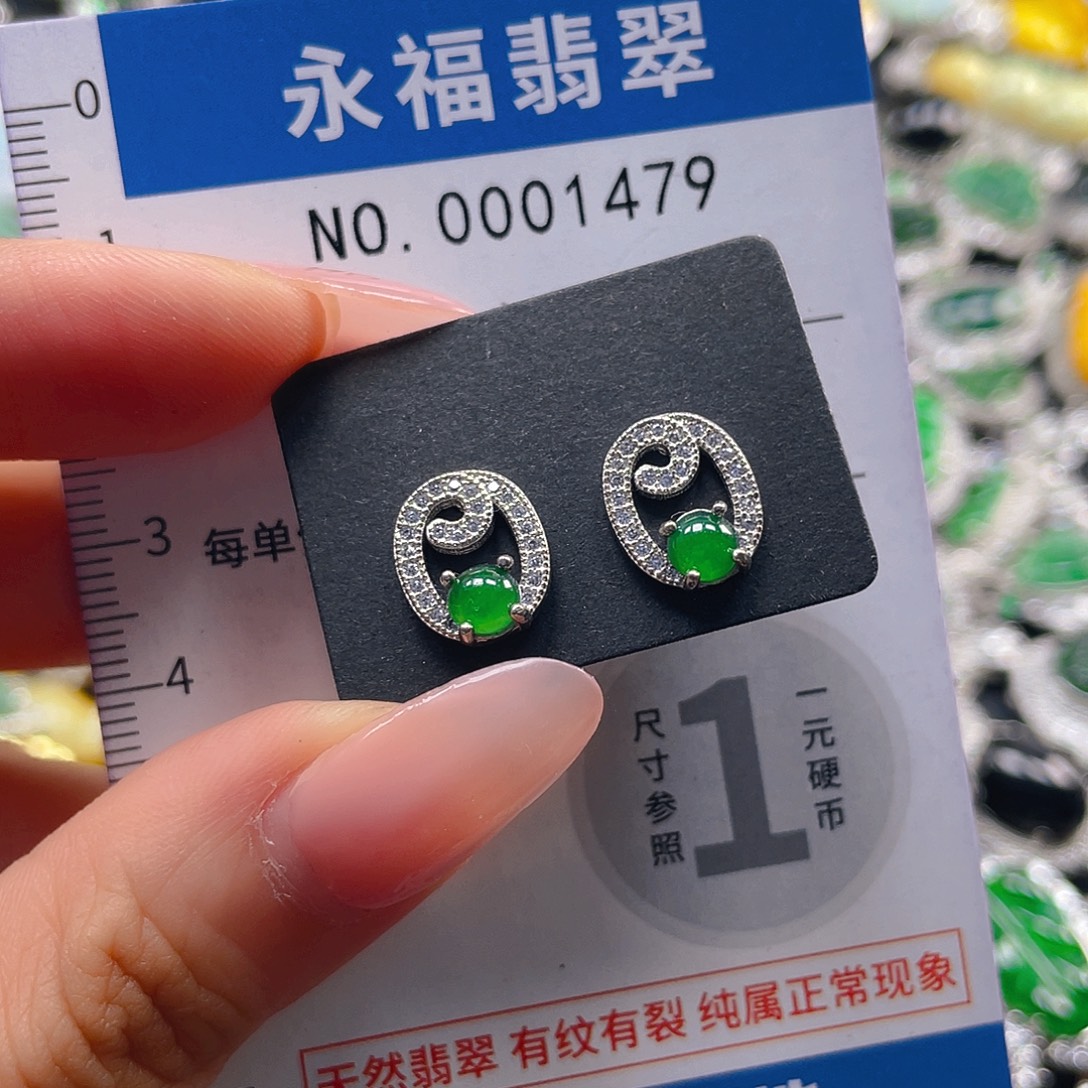 永福翡翠
NO.0001479
0
1
3
4
每单
尺寸参照
1
一元硬币
天然翡翠 有纹有裂 纯属正常现象